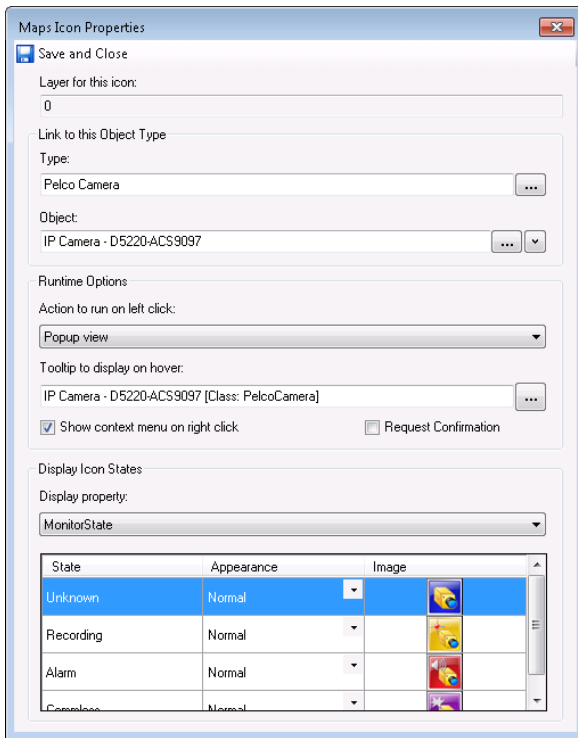 Maps Icon Properties
Save and Close
Layer for this icon:
0
Link to this Object Type
Type:
Pelco Camera
...
Object:
IP Camera - D5220-ACS9097
...
Runtime Options
Action to run on left click:
Popup view
Tooltip to display on hover:
IP Camera - D5220-ACS9097 [Class: PelcoCamera]
...
Show context menu on right click Request Confirmation
Display Icon States
Display property:
MonitorState
State Appearance Image
Unknown Normal
Recording Normal
Alarm Normal
Commloss Normal